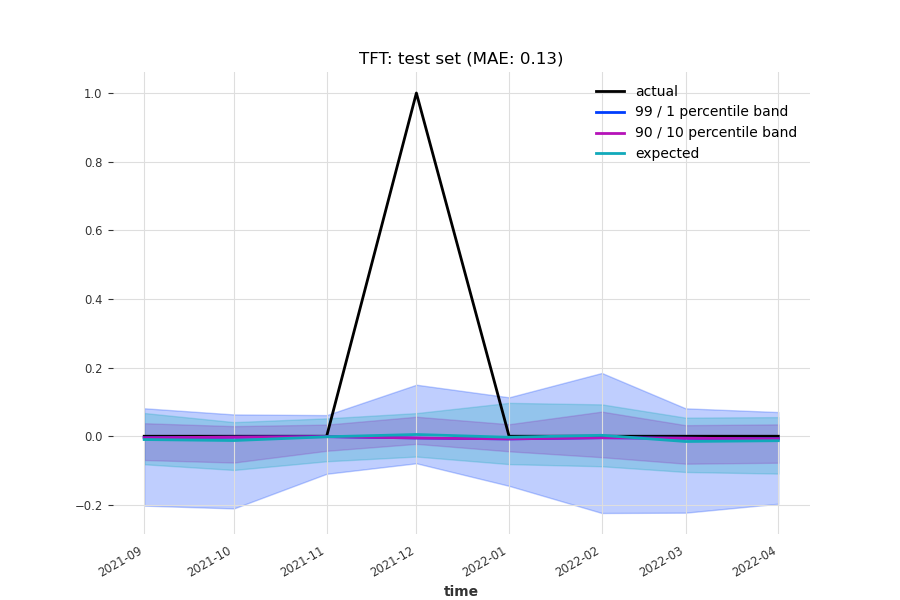 TFT: test set (MAE: 0.13)
actual
99 / 1 percentile band
90 / 10 percentile band
expected
1.0
0.8
0.6
0.4
0.2
0.0
−0.2
2021-09
2021-10
2021-11
2021-12
2022-01
2022-02
2022-03
2022-04
time